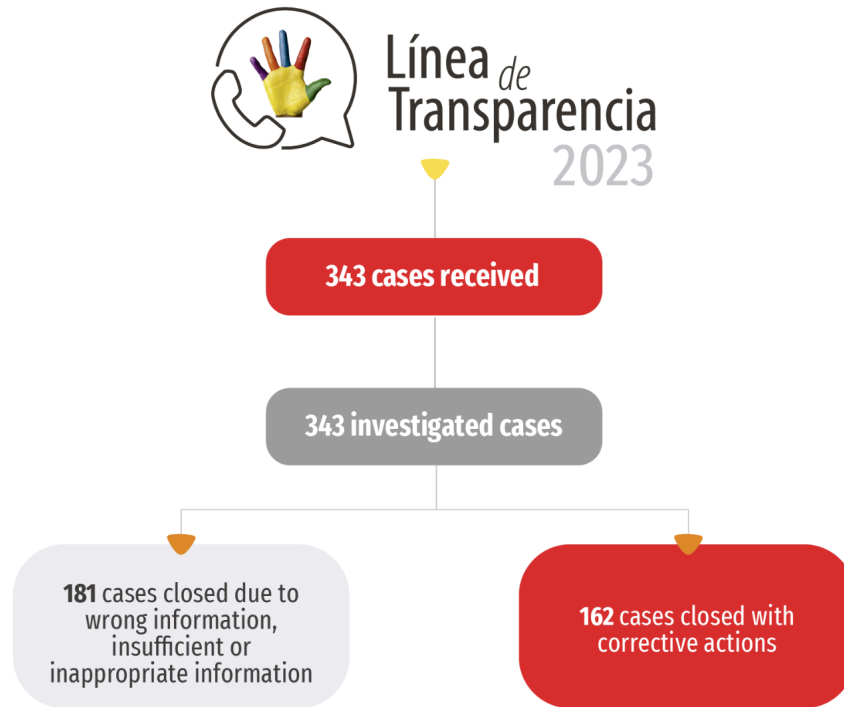 Línea de
Transparencia
2023
343 cases received
343 investigated cases
181 cases closed due to
wrong information,
insufficient or
inappropriate information
162 cases closed with
corrective actions